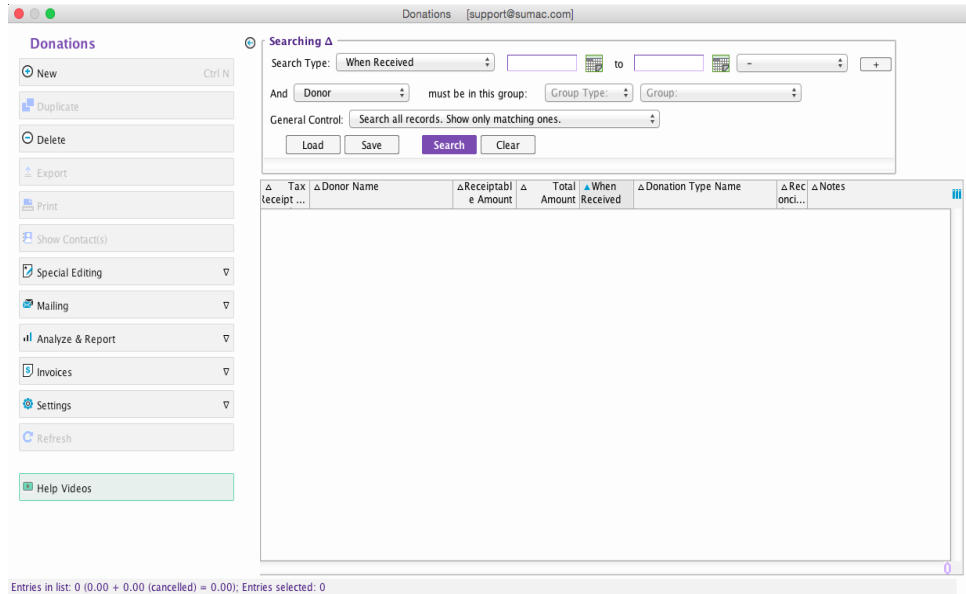 Donations [support@sumac.com]
Donations
New Ctrl N
Duplicate
Delete
Export
Print
Show Contact(s)
Special Editing
Mailing
Analyze & Report
Invoices
Settings
Refresh
Help Videos
Searching Δ
Search Type: When Received to - +
And Donor must be in this group: Group Type: Group:
General Control: Search all records. Show only matching ones.
Load Save Search Clear
Tax Donor Name Receiptabl Total When Donation Type Name Rec Notes
Receipt ... e Amount Amount Received onci...
0
Entries in list: 0 (0.00 + 0.00 (cancelled) = 0.00); Entries selected: 0